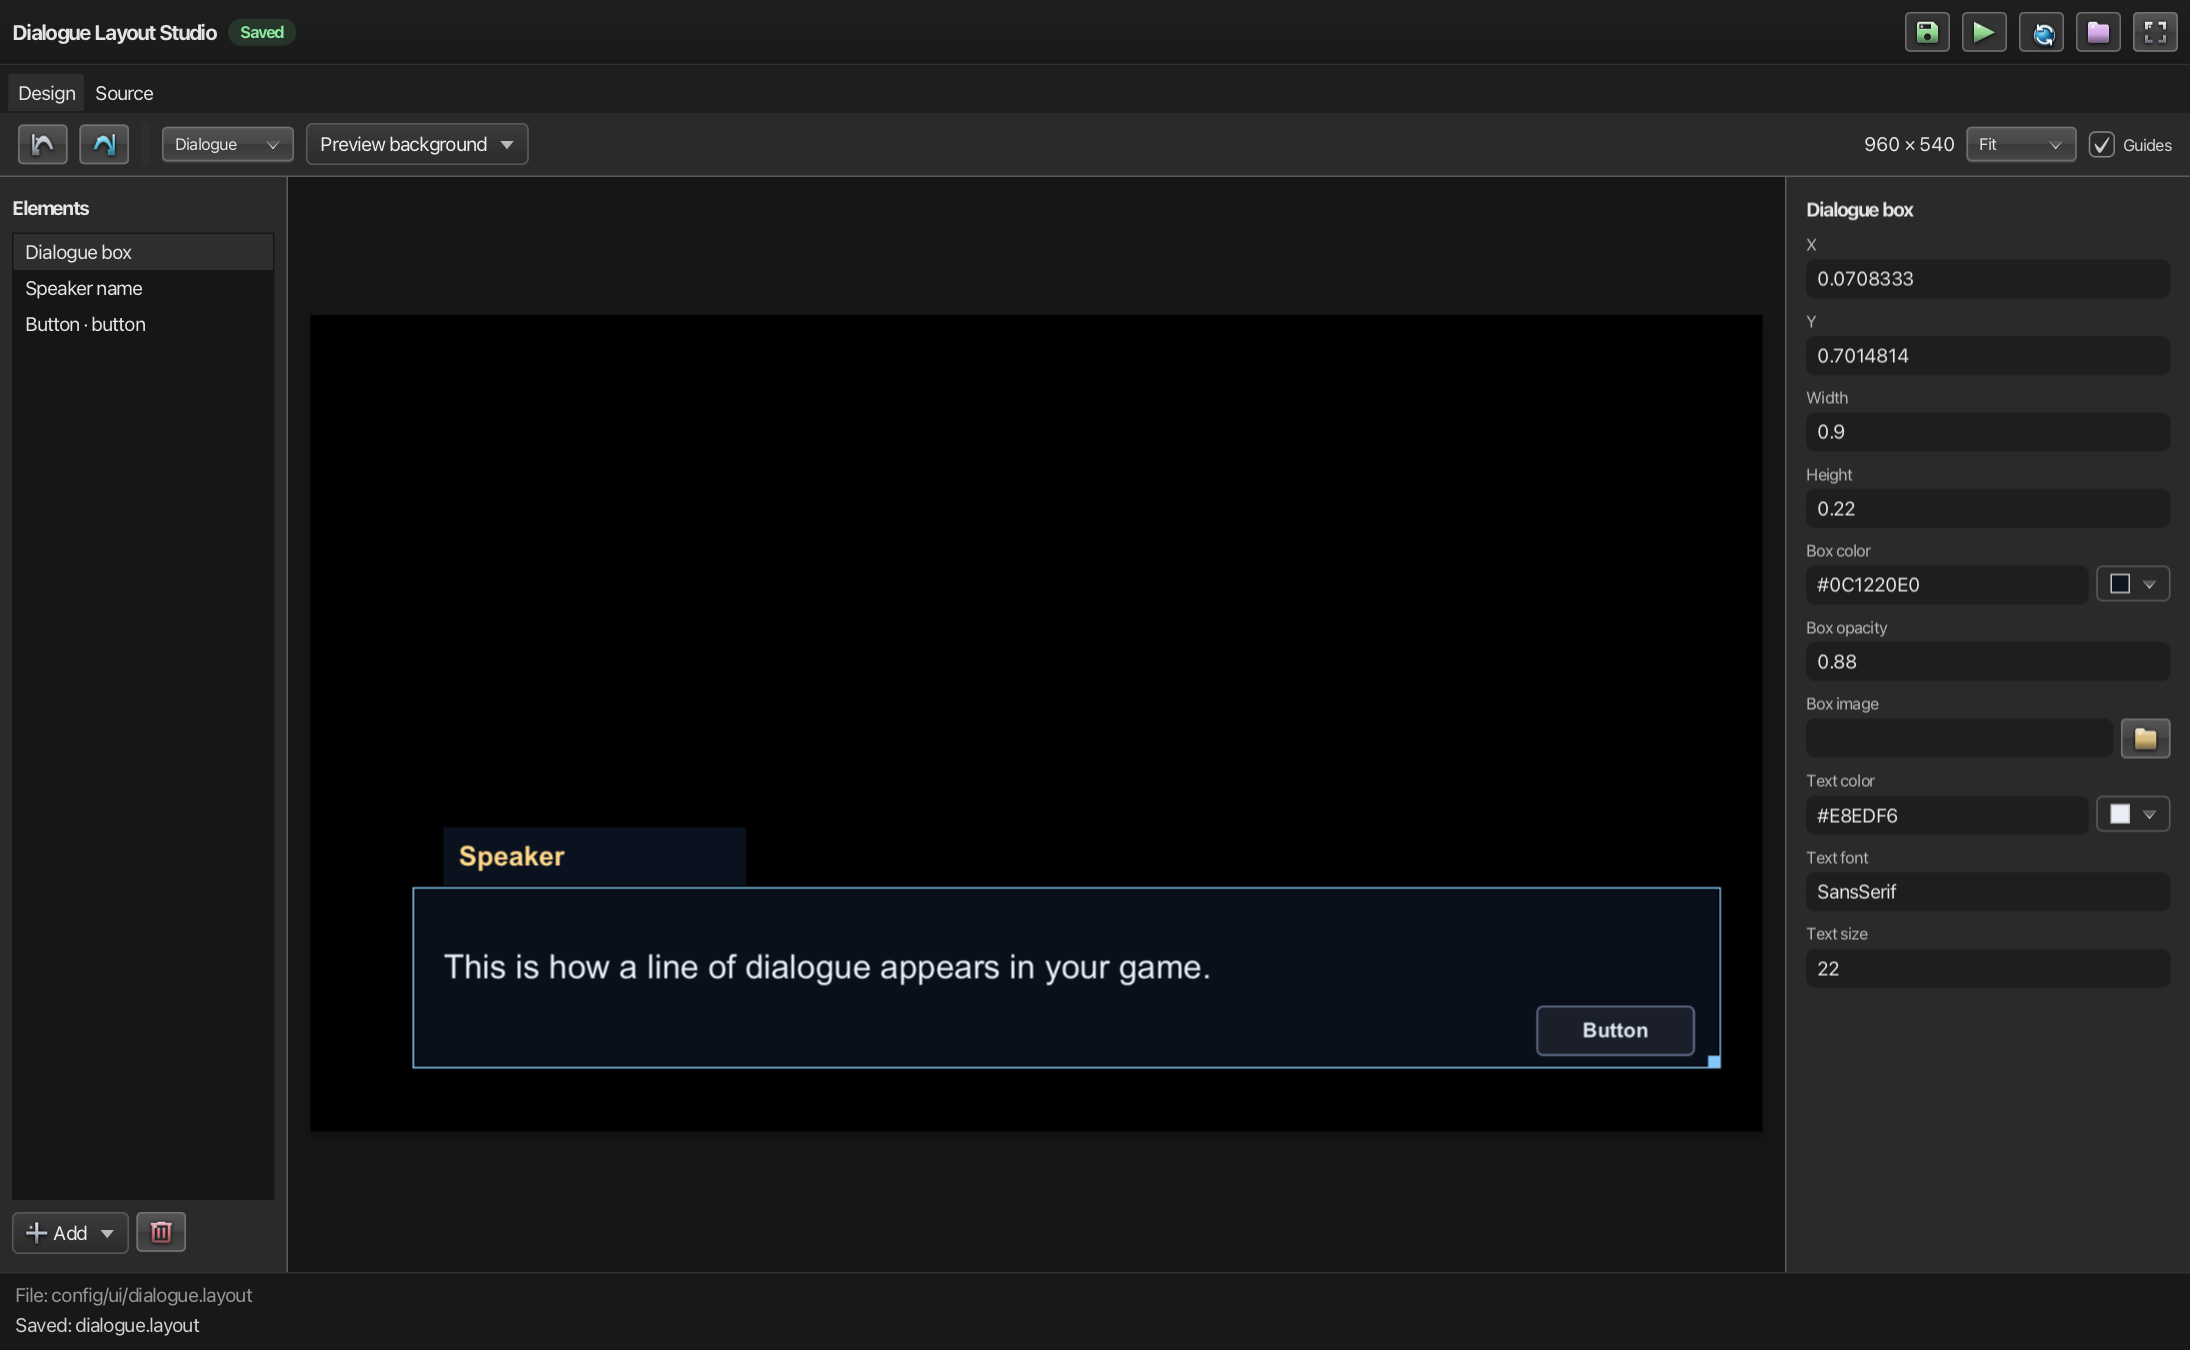 Dialogue Layout Studio Saved
Design Source
Dialogue Preview background 960 × 540 Fit Guides
Elements
Dialogue box
Speaker name
Button · button
Speaker
This is how a line of dialogue appears in your game.
Button
Dialogue box
X
0.0708333
Y
0.7014814
Width
0.9
Height
0.22
Box color
#0C1220E0
Box opacity
0.88
Box image
Text color
#E8EDF6
Text font
SansSerif
Text size
22
Add
File: config/ui/dialogue.layout
Saved: dialogue.layout